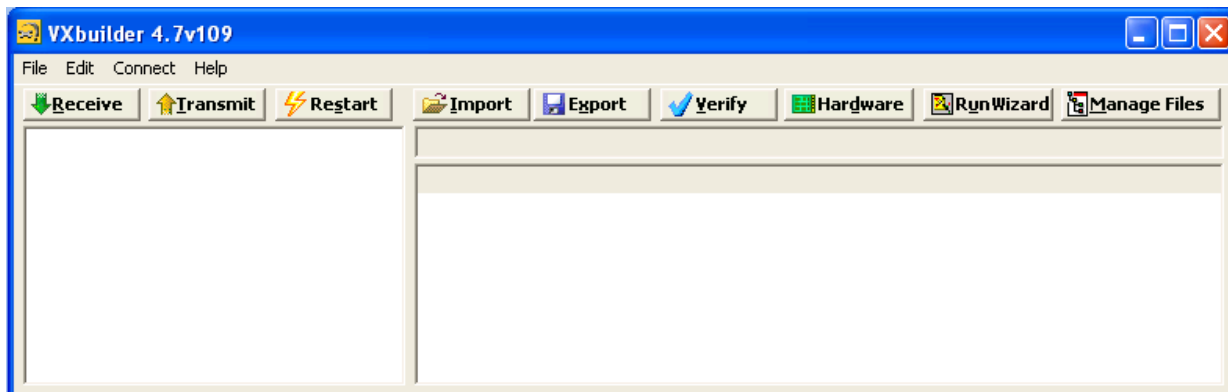 VXbuilder 4.7v109
File Edit Connect Help
Receive Transmit Restart Import Export Verify Hardware RunWizard Manage Files